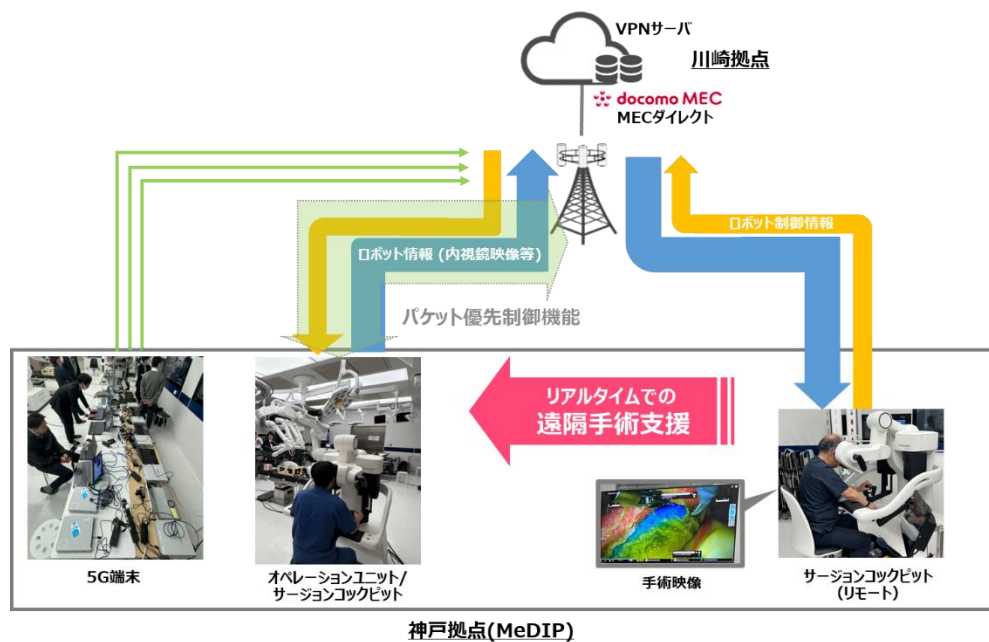 VPNサーバ
川崎拠点
docomo MEC
MECダイレクト
ロボット制御情報
ロボット情報 (内視鏡映像等)
パケット優先制御機能
リアルタイムでの
遠隔手術支援
5G端末
オペレーションユニット/
サージョンコックピット
手術映像
サージョンコックピット
(リモート)
神戸拠点(MeDIP)